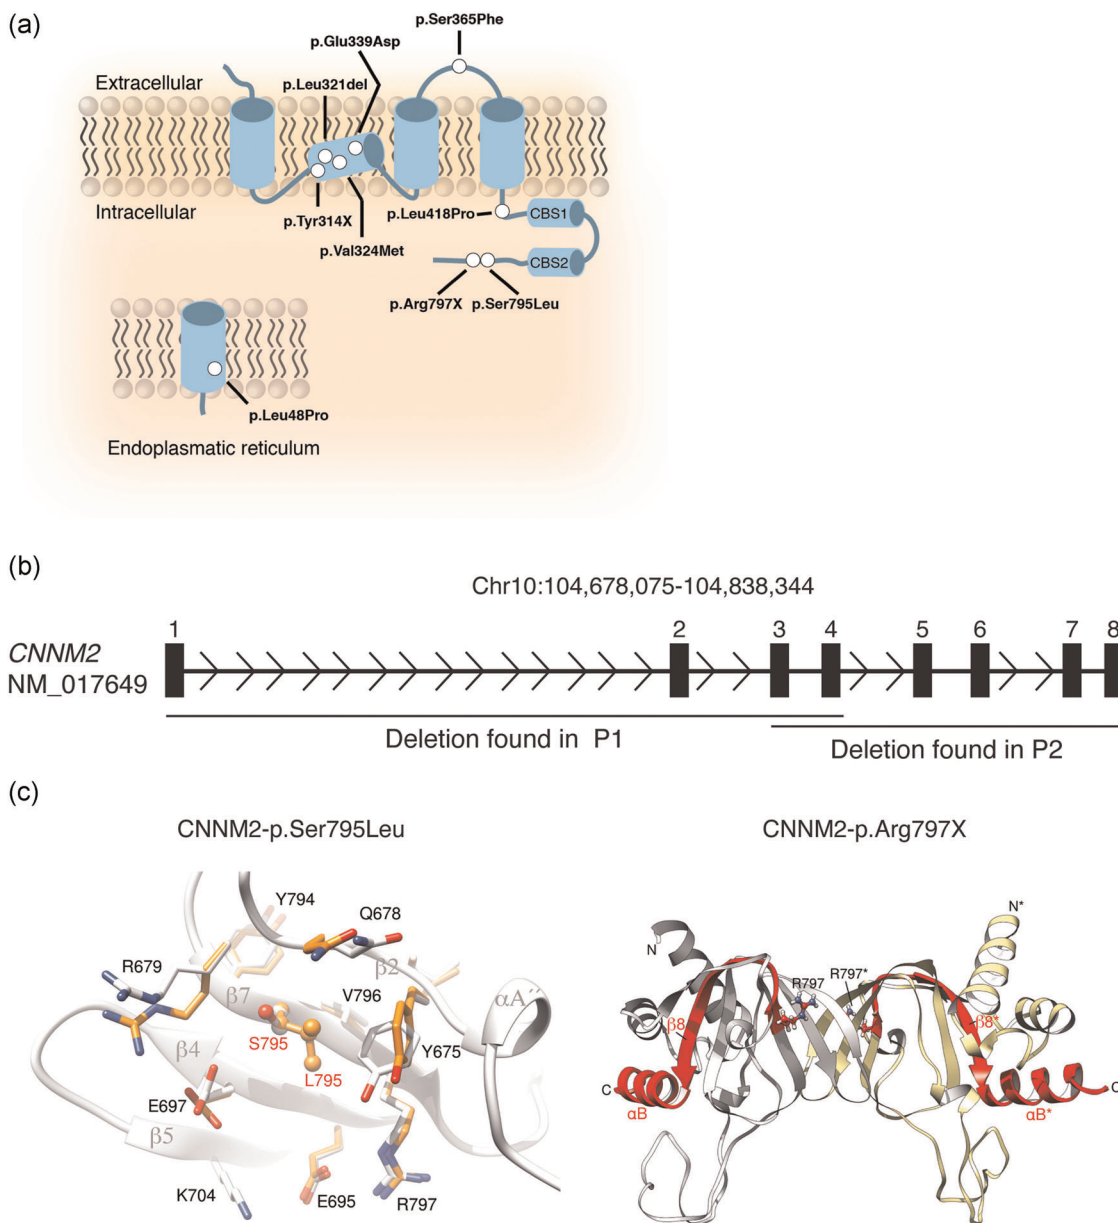 (a)
p.Ser365Phe
p.Glu339Asp
Extracellular
p.Leu321del
Intracellular
p.Tyr314X
p.Leu418Pro
CBS1
p.Val324Met
CBS2
p.Arg797X
p.Ser795Leu
p.Leu48Pro
Endoplasmatic reticulum
(b)
Chr10:104,678,075-104,838,344
1 2 3 4 5 6 7 8
CNNM2
NM_017649
Deletion found in P1
Deletion found in P2
(c)
CNNM2-p.Ser795Leu
Y794
Q678
R679
β2
β7
V796
αA´´
S795
β4
Y675
L795
E697
β5
K704
E695
R797
CNNM2-p.Arg797X
N*
N
R797
R797*
β8
β8*
C
αB
C*
αB*